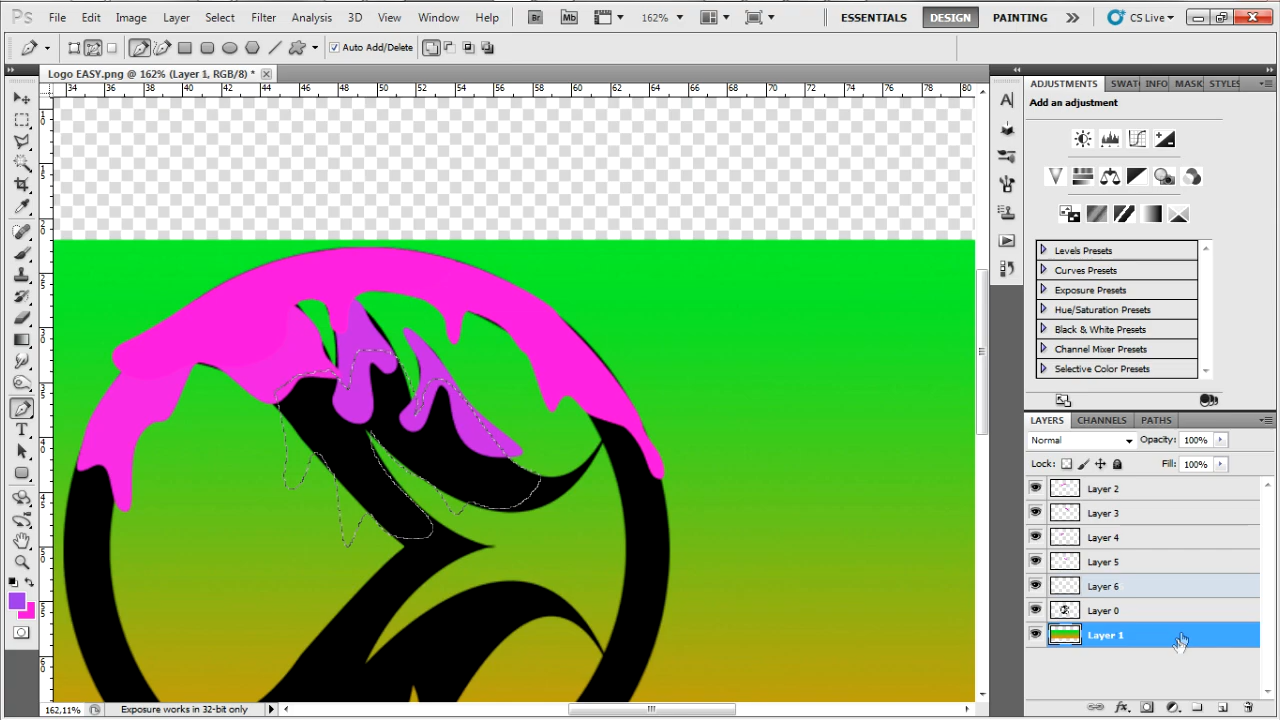 Ps File Edit Image Layer Select Filter Analysis 3D View Window Help Br Mb 162% ESSENTIALS DESIGN PAINTING CS Live
Auto Add/Delete
Logo EASY.png @ 162% (Layer 1, RGB/8) *
34 36 38 40 42 44 46 48 50 52 54 56 58 60 62 64 66 68 70 72 74 76 78 80
ADJUSTMENTS SWAT INFO MASK STYLES
Add an adjustment
Levels Presets
Curves Presets
Exposure Presets
Hue/Saturation Presets
Black & White Presets
Channel Mixer Presets
Selective Color Presets
LAYERS CHANNELS PATHS
Normal Opacity: 100%
Lock: Fill: 100%
Layer 2
Layer 3
Layer 4
Layer 5
Layer 6
Layer 0
Layer 1
162,11% Exposure works in 32-bit only